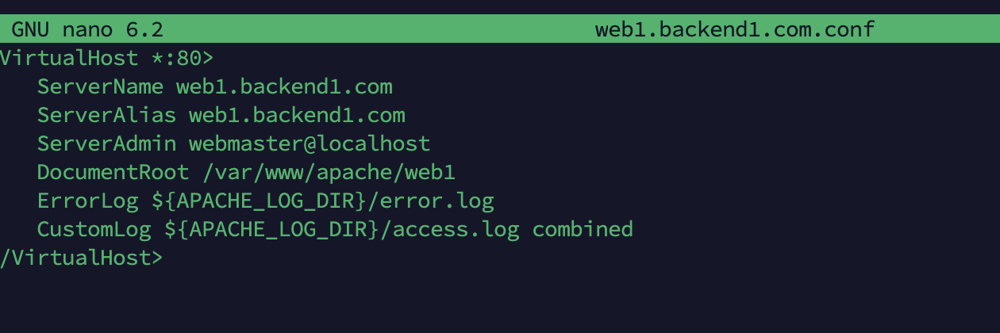 GNU nano 6.2 web1.backend1.com.conf
VirtualHost *:80>
ServerName web1.backend1.com
ServerAlias web1.backend1.com
ServerAdmin webmaster@localhost
DocumentRoot /var/www/apache/web1
ErrorLog ${APACHE_LOG_DIR}/error.log
CustomLog ${APACHE_LOG_DIR}/access.log combined
/VirtualHost>